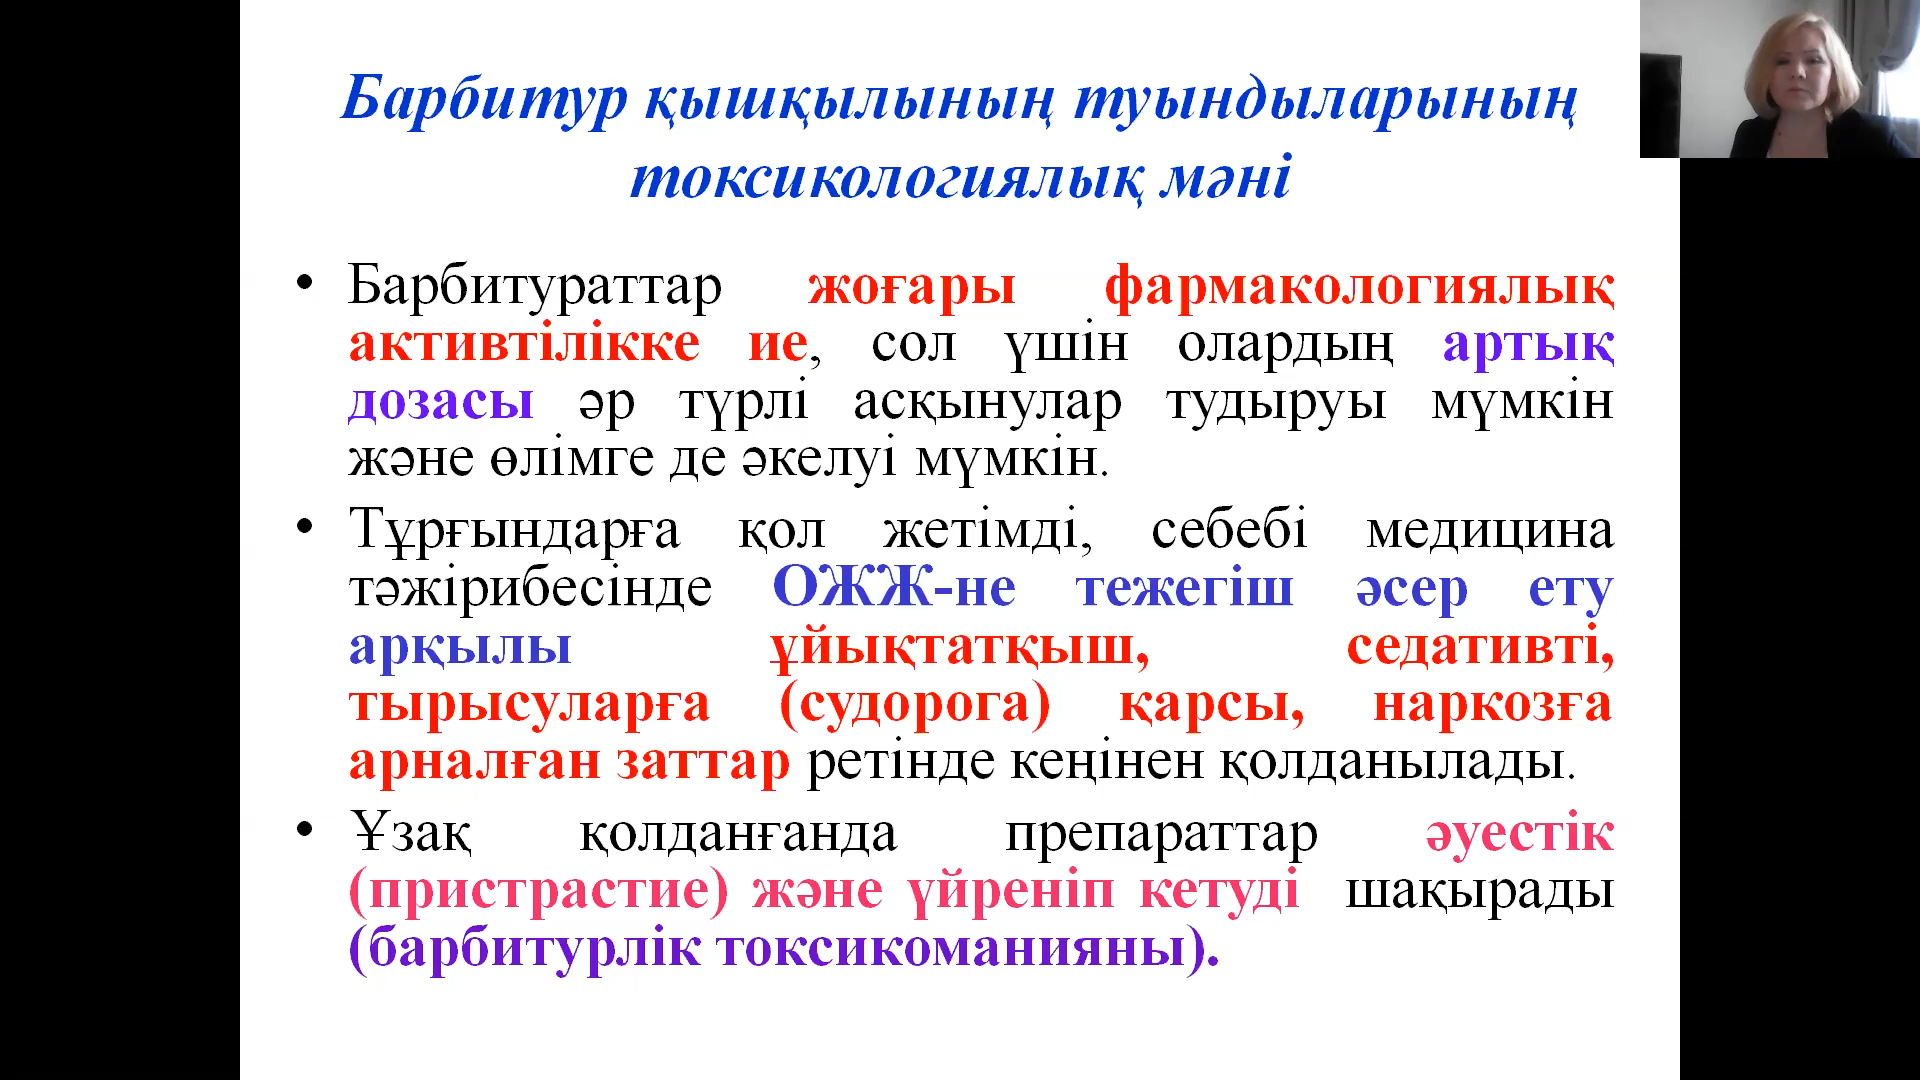 Барбитур қышқылының туындыларының
токсикологиялық мәні
• Барбитураттар жоғары фармакологиялық
активтілікке ие, сол үшін олардың артық
дозасы әр түрлі асқынулар тудыруы мүмкін
және өлімге де әкелуі мүмкін.
• Тұрғындарға қол жетімді, себебі медицина
тәжірибесінде ОЖЖ-не тежегіш әсер ету
арқылы ұйықтатқыш, седативті,
тырысуларға (судорога) қарсы, наркозға
арналған заттар ретінде кеңінен қолданылады.
• Ұзақ қолданғанда препараттар әуестік
(пристрастие) және үйреніп кетуді шақырады
(барбитурлік токсикоманияны).